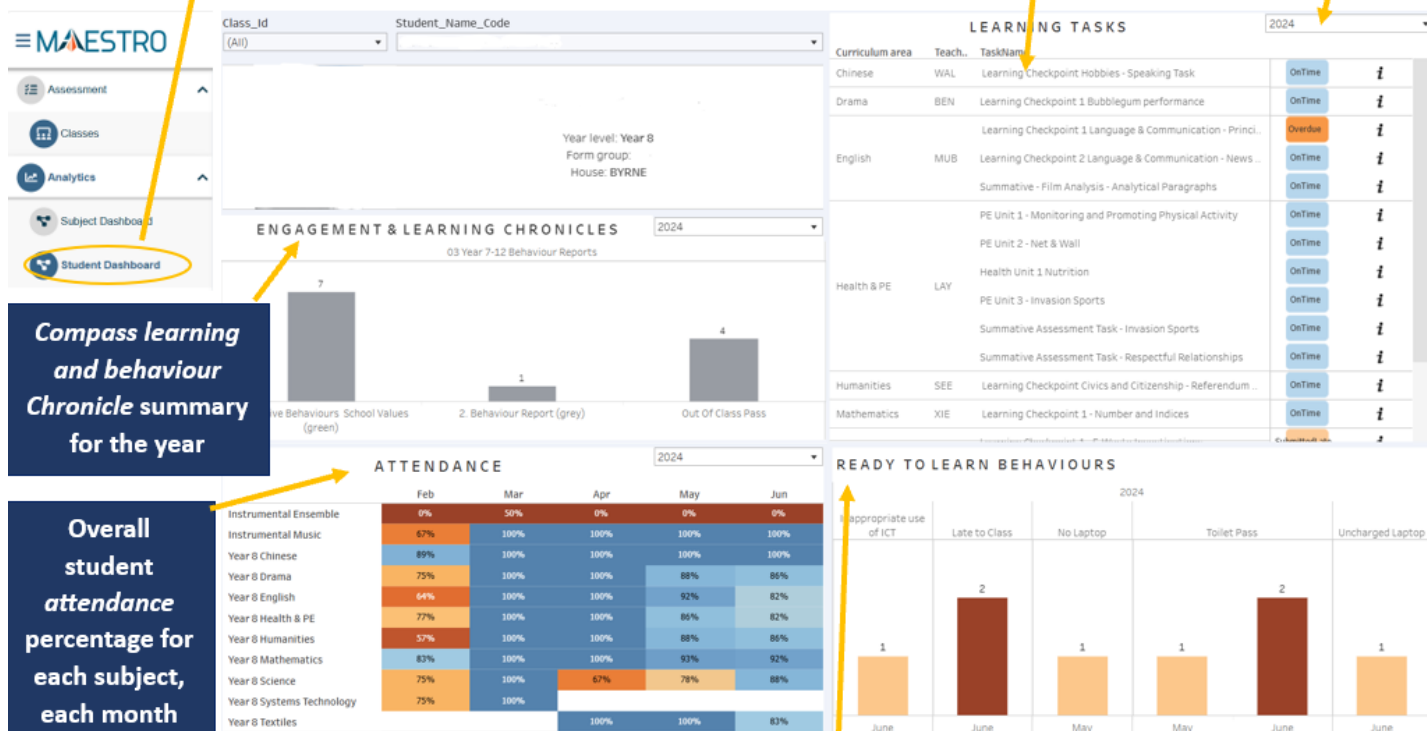 MAESTRO
Assessment
Classes
Analytics
Subject Dashboard
Student Dashboard
Compass learning
and behaviour
Chronicle summary
for the year
Overall
student
attendance
percentage for
each subject,
each month
Class_Id Student_Name_Code
(All)
Year level: Year 8
Form group:
House: BYRNE
ENGAGEMENT & LEARNING CHRONICLES 2024
03 Year 7-12 Behaviour Reports
7
1
4
Behaviours School Values
(green)
2. Behaviour Report (grey)
Out Of Class Pass
LEARNING TASKS 2024
Curriculum area Teach.. TaskName
Chinese WAL Learning Checkpoint Hobbies - Speaking Task OnTime i
Drama BEN Learning Checkpoint 1 Bubblegum performance OnTime i
Learning Checkpoint 1 Language & Communication - Princi.. Overdue i
English MUB Learning Checkpoint 2 Language & Communication - News .. OnTime i
Summative - Film Analysis - Analytical Paragraphs OnTime i
PE Unit 1 - Monitoring and Promoting Physical Activity OnTime i
PE Unit 2 - Net & Wall OnTime i
Health Unit 1 Nutrition OnTime i
Health & PE LAY
PE Unit 3 - Invasion Sports OnTime i
Summative Assessment Task - Invasion Sports OnTime i
Summative Assessment Task - Respectful Relationships OnTime i
Humanities SEE Learning Checkpoint Civics and Citizenship - Referendum .. OnTime i
Mathematics XIE Learning Checkpoint 1 - Number and Indices OnTime i
ATTENDANCE 2024
Feb Mar Apr May Jun
Instrumental Ensemble 0% 50% 0% 0% 0%
Instrumental Music 67% 100% 100% 100% 100%
Year 8 Chinese 89% 100% 100% 100% 100%
Year 8 Drama 75% 100% 100% 88% 86%
Year 8 English 64% 100% 100% 92% 82%
Year 8 Health & PE 77% 100% 100% 86% 82%
Year 8 Humanities 57% 100% 100% 88% 86%
Year 8 Mathematics 83% 100% 100% 93% 92%
Year 8 Science 75% 100% 67% 78% 88%
Year 8 Systems Technology 75% 100%
Year 8 Textiles 100% 100% 83%
READY TO LEARN BEHAVIOURS
2024
Inappropriate use
of ICT Late to Class No Laptop Toilet Pass Uncharged Laptop
1 2 1 1 2 1
June June May May June June